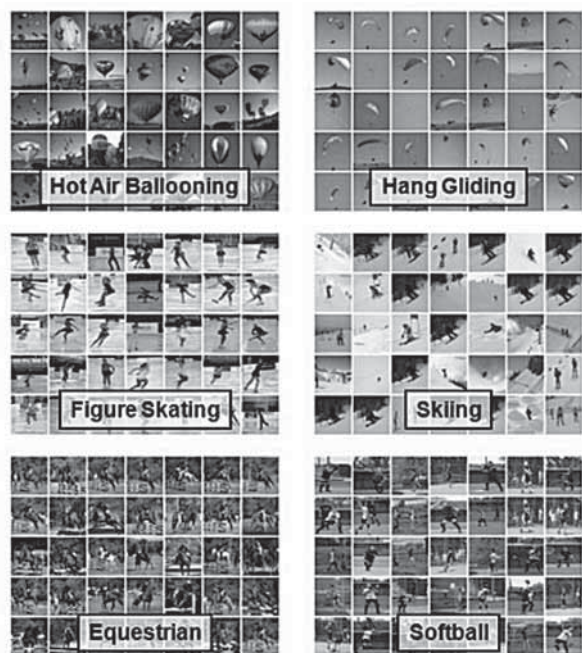 Hot Air Ballooning
Hang Gliding
Figure Skating
Skiing
Equestrian
Softball